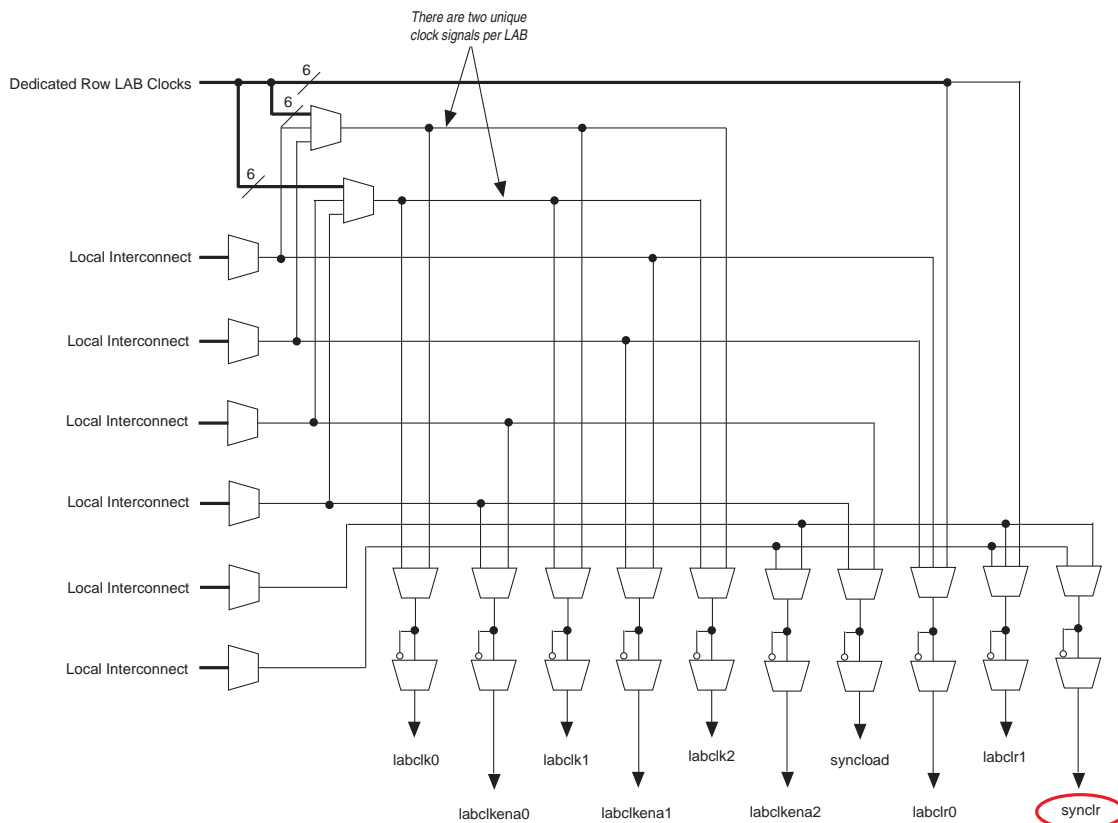 There are two unique
clock signals per LAB
Dedicated Row LAB Clocks
6
6
6
Local Interconnect
Local Interconnect
Local Interconnect
Local Interconnect
Local Interconnect
Local Interconnect
labclk0
labclk1
labclk2
syncload
labclr1
labclkena0
labclkena1
labclkena2
labclr0
synclr